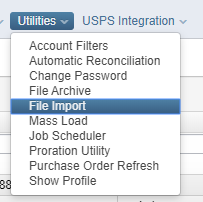 Utilities USPS Integration
Account Filters
Automatic Reconciliation
Change Password
File Archive
File Import
Mass Load
Job Scheduler
Proration Utility
Purchase Order Refresh
88 Show Profile